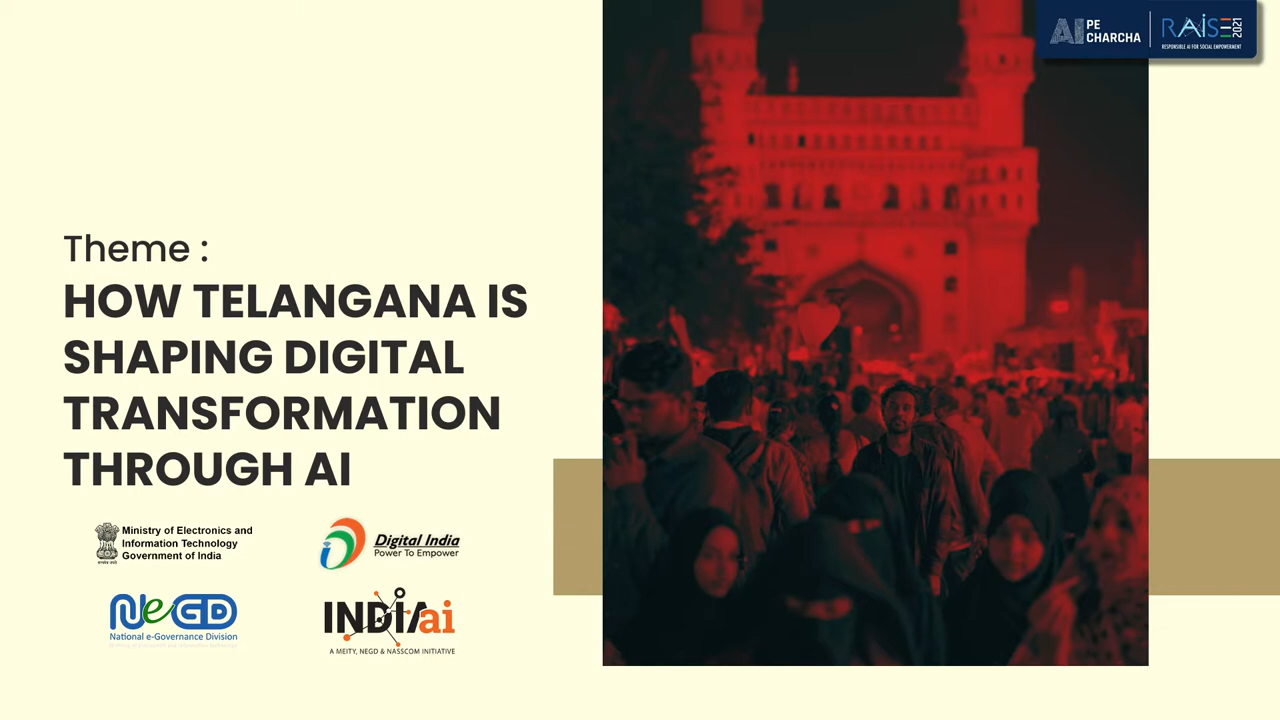 AI PE CHARCHA
RAISE 2021
RESPONSIBLE AI FOR SOCIAL EMPOWERMENT
Theme :
HOW TELANGANA IS
SHAPING DIGITAL
TRANSFORMATION
THROUGH AI
Ministry of Electronics and
Information Technology
Government of India
Digital India
Power To Empower
NeGD
National e-Governance Division
INDIAai
A MEITY, NEGD & NASSCOM INITIATIVE